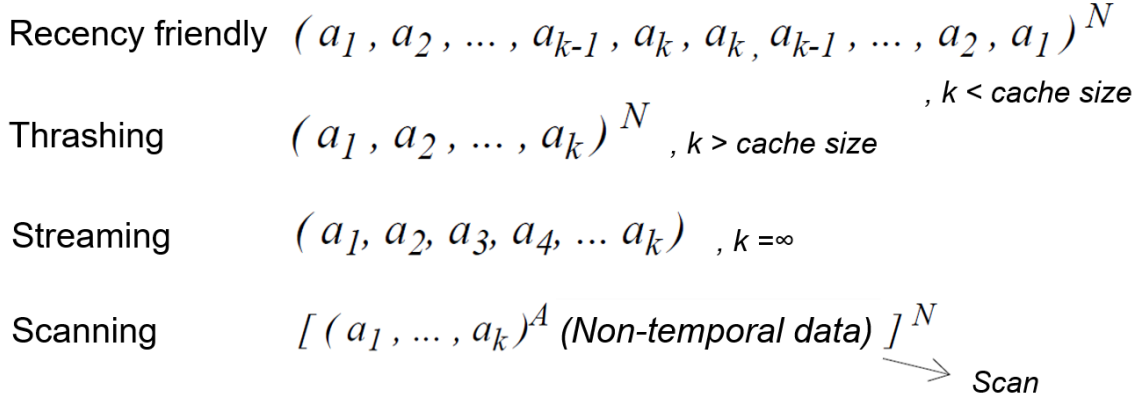 Recency friendly ( a1 , a2 , ... , ak-1 , ak , ak , ak-1 , ... , a2 , a1 ) N
, k < cache size
Thrashing ( a1 , a2 , ... , ak ) N , k > cache size
Streaming ( a1, a2, a3, a4, ... ak ) , k =∞
Scanning [ ( a1 , ... , ak )A (Non-temporal data) ] N
Scan